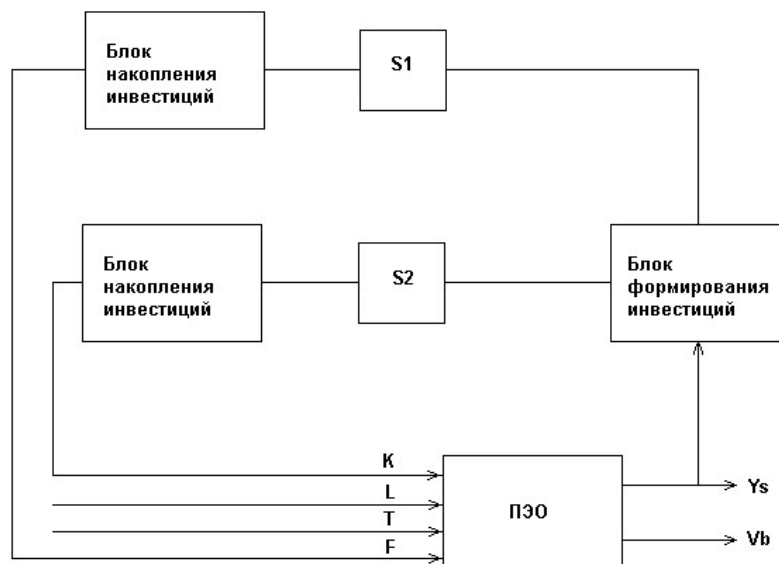 Блок
накопления
инвестиций
S1
Блок
накопления
инвестиций
S2
Блок
формирования
инвестиций
K
L
T
F
ПЭО
Ys
Vb